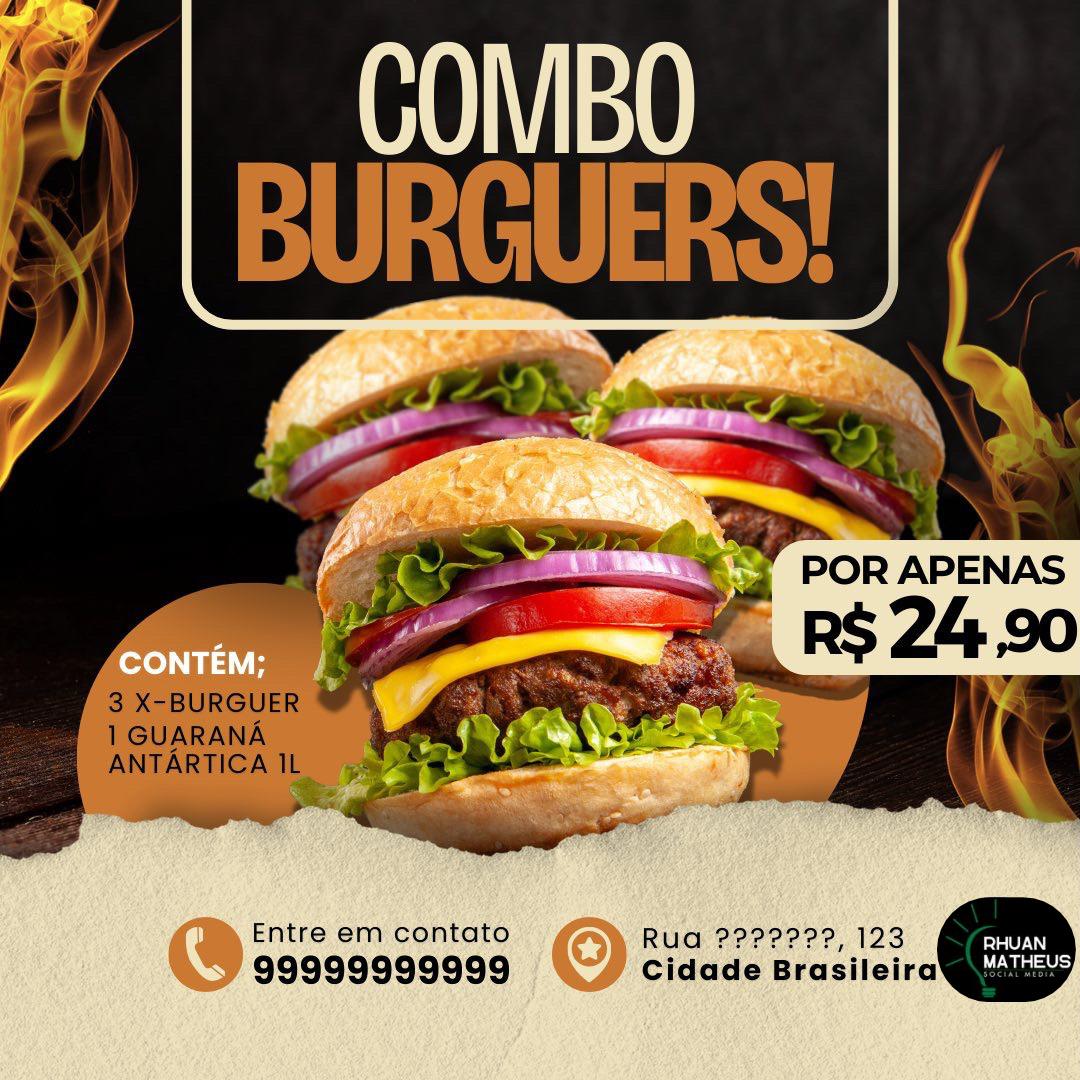 COMBO
BURGUERS!
POR APENAS
R$ 24,90
CONTÉM;
3 X-BURGUER
1 GUARANÁ
ANTÁRTICA 1L
Entre em contato
99999999999
Rua ???????, 123
Cidade Brasileira
RHUAN
MATHEUS
SOCIAL MEDIA